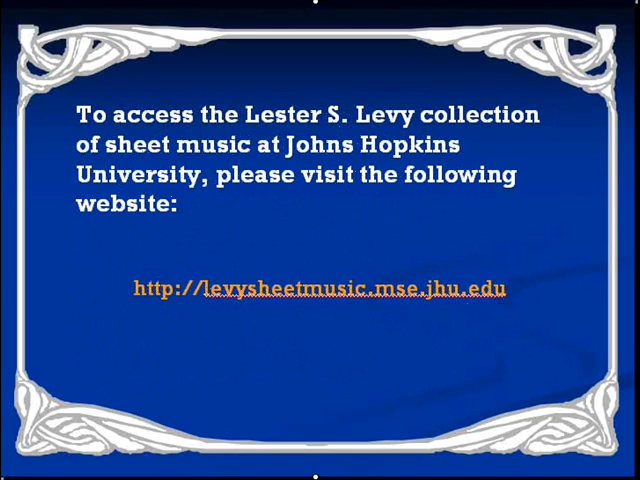 To access the Lester S. Levy collection
of sheet music at Johns Hopkins
University, please visit the following
website:
http://levysheetmusic.mse.jhu.edu